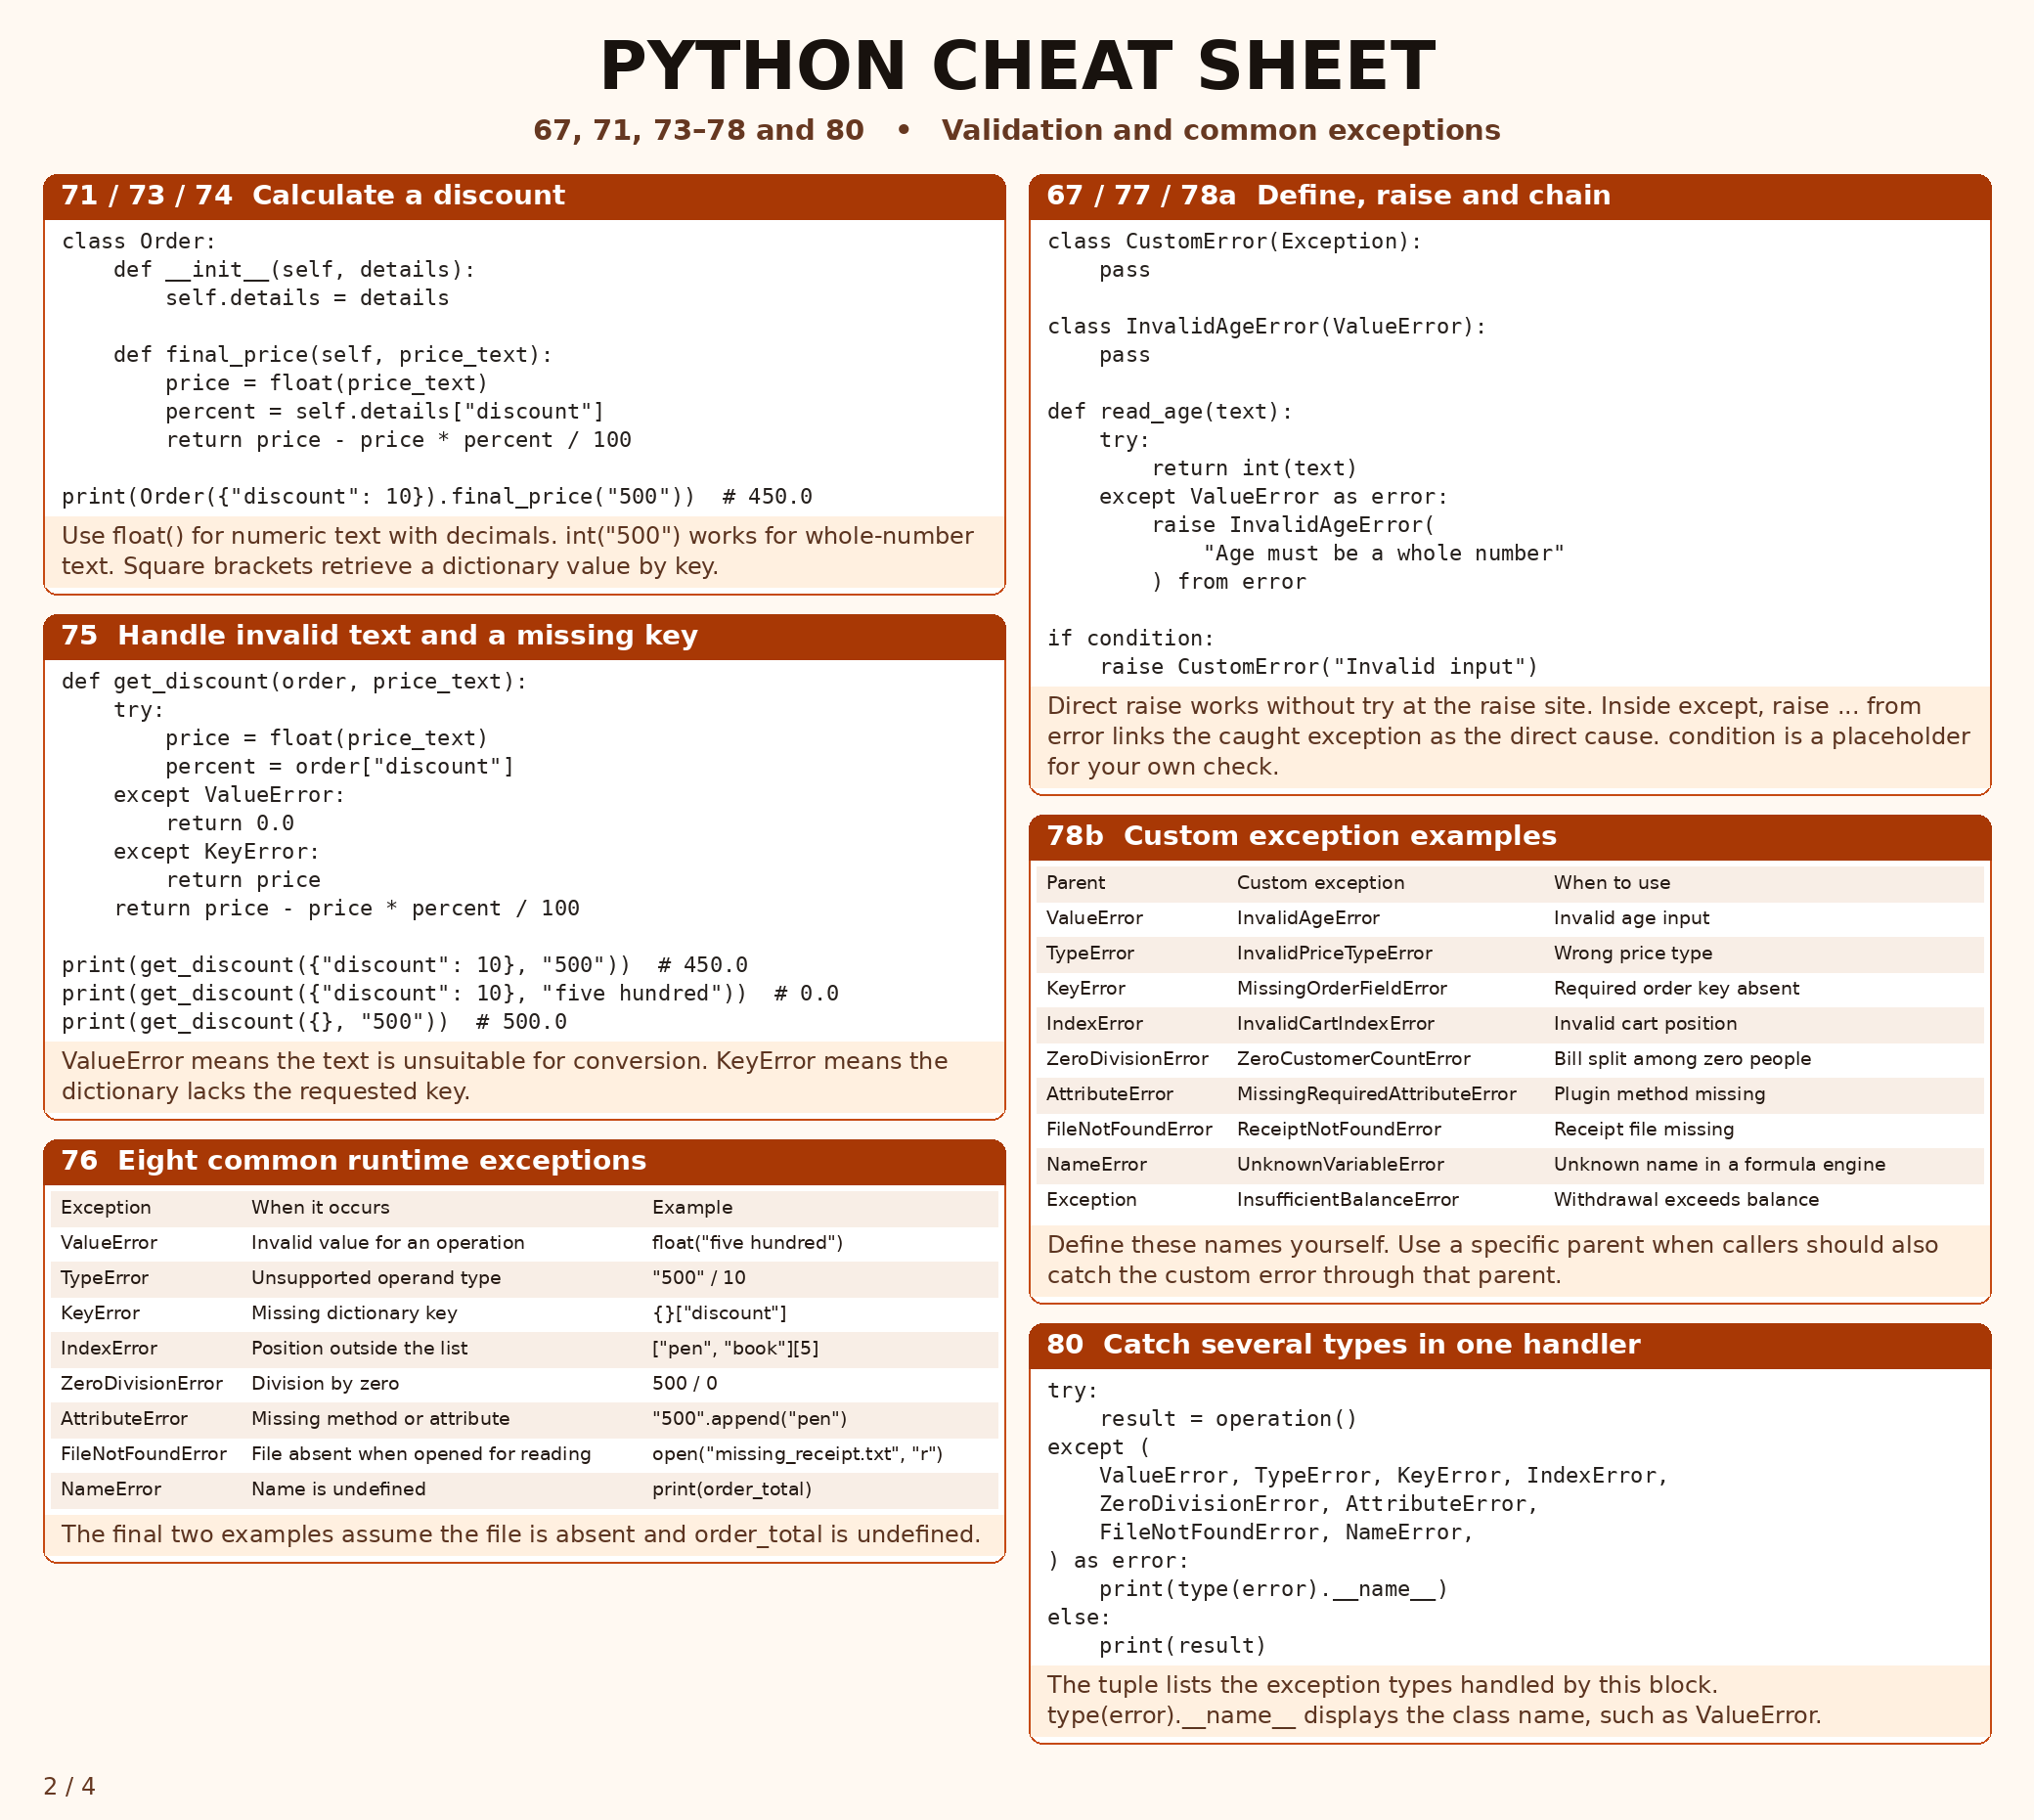 PYTHON CHEAT SHEET
67, 71, 73–78 and 80 • Validation and common exceptions
71 / 73 / 74 Calculate a discount
class Order:
    def __init__(self, details):
        self.details = details

    def final_price(self, price_text):
        price = float(price_text)
        percent = self.details["discount"]
        return price - price * percent / 100

print(Order({"discount": 10}).final_price("500"))  # 450.0
Use float() for numeric text with decimals. int("500") works for whole-number
text. Square brackets retrieve a dictionary value by key.
75 Handle invalid text and a missing key
def get_discount(order, price_text):
    try:
        price = float(price_text)
        percent = order["discount"]
    except ValueError:
        return 0.0
    except KeyError:
        return price
    return price - price * percent / 100

print(get_discount({"discount": 10}, "500"))  # 450.0
print(get_discount({"discount": 10}, "five hundred"))  # 0.0
print(get_discount({}, "500"))  # 500.0
ValueError means the text is unsuitable for conversion. KeyError means the
dictionary lacks the requested key.
76 Eight common runtime exceptions
Exception When it occurs Example
ValueError Invalid value for an operation float("five hundred")
TypeError Unsupported operand type "500" / 10
KeyError Missing dictionary key {}["discount"]
IndexError Position outside the list ["pen", "book"][5]
ZeroDivisionError Division by zero 500 / 0
AttributeError Missing method or attribute "500".append("pen")
FileNotFoundError File absent when opened for reading open("missing_receipt.txt", "r")
NameError Name is undefined print(order_total)
The final two examples assume the file is absent and order_total is undefined.
67 / 77 / 78a Define, raise and chain
class CustomError(Exception):
    pass

class InvalidAgeError(ValueError):
    pass

def read_age(text):
    try:
        return int(text)
    except ValueError as error:
        raise InvalidAgeError(
            "Age must be a whole number"
        ) from error

if condition:
    raise CustomError("Invalid input")
Direct raise works without try at the raise site. Inside except, raise ... from
error links the caught exception as the direct cause. condition is a placeholder
for your own check.
78b Custom exception examples
Parent Custom exception When to use
ValueError InvalidAgeError Invalid age input
TypeError InvalidPriceTypeError Wrong price type
KeyError MissingOrderFieldError Required order key absent
IndexError InvalidCartIndexError Invalid cart position
ZeroDivisionError ZeroCustomerCountError Bill split among zero people
AttributeError MissingRequiredAttributeError Plugin method missing
FileNotFoundError ReceiptNotFoundError Receipt file missing
NameError UnknownVariableError Unknown name in a formula engine
Exception InsufficientBalanceError Withdrawal exceeds balance
Define these names yourself. Use a specific parent when callers should also
catch the custom error through that parent.
80 Catch several types in one handler
try:
    result = operation()
except (
    ValueError, TypeError, KeyError, IndexError,
    ZeroDivisionError, AttributeError,
    FileNotFoundError, NameError,
) as error:
    print(type(error).__name__)
else:
    print(result)
The tuple lists the exception types handled by this block.
type(error).__name__ displays the class name, such as ValueError.
2 / 4